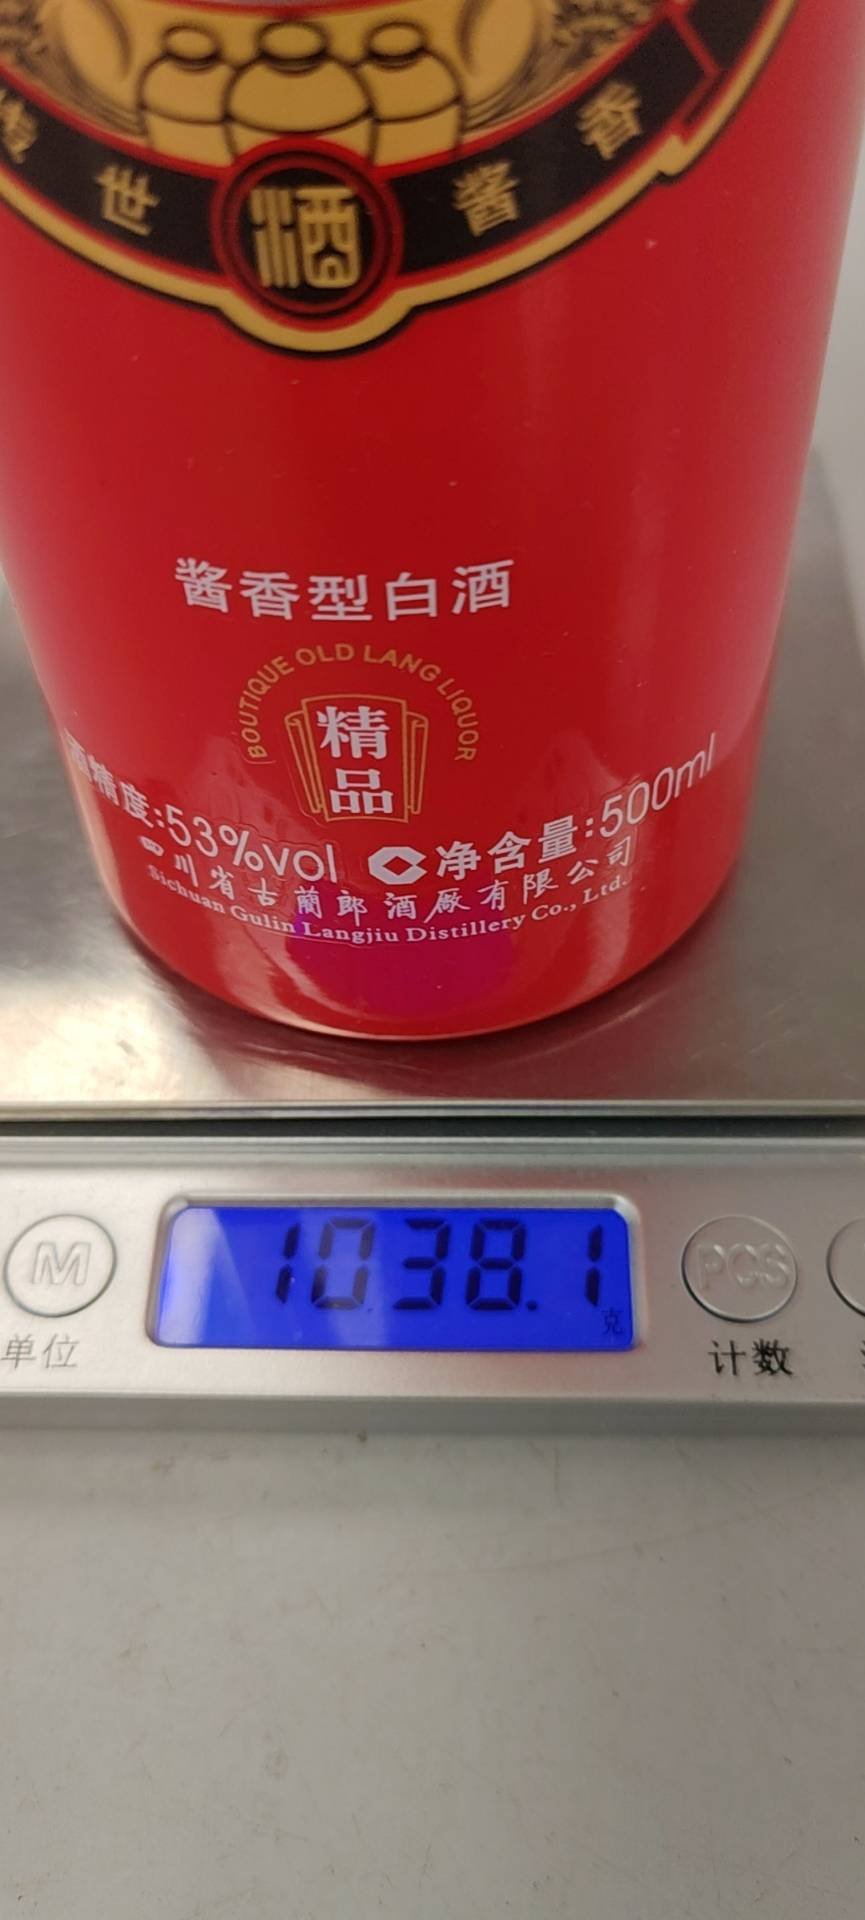 世 酒 酱 香
酱香型白酒
BOUTIQUE OLD LANG LIQUOR
精
品
酒精度:53%vol 净含量:500ml
四川省古蘭郎酒厰有限公司
Sichuan Gulin Langjiu Distillery Co., Ltd.
1038.1
克
M
PCS
单位
计数